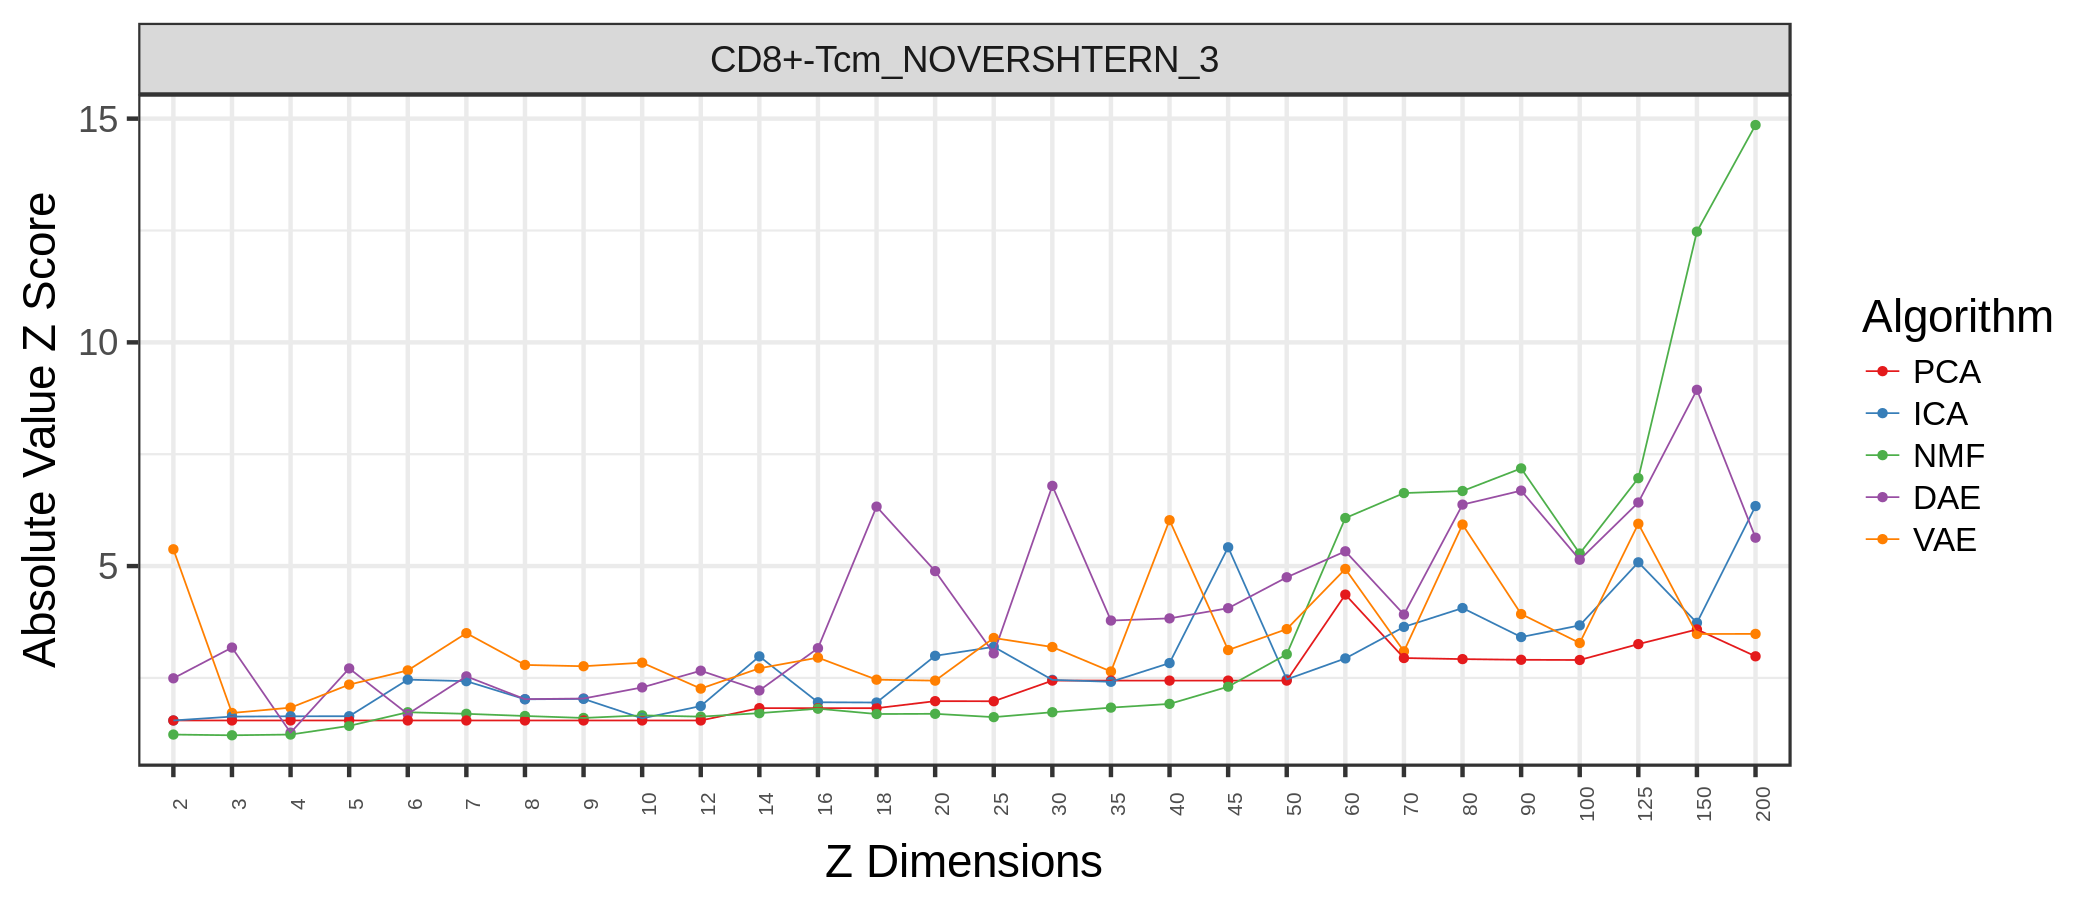 CD8+-Tcm_NOVERSHTERN_3
Absolute Value Z Score
15
10
5
2 3 4 5 6 7 8 9 10 12 14 16 18 20 25 30 35 40 45 50 60 70 80 90 100 125 150 200
Z Dimensions
Algorithm
PCA
ICA
NMF
DAE
VAE